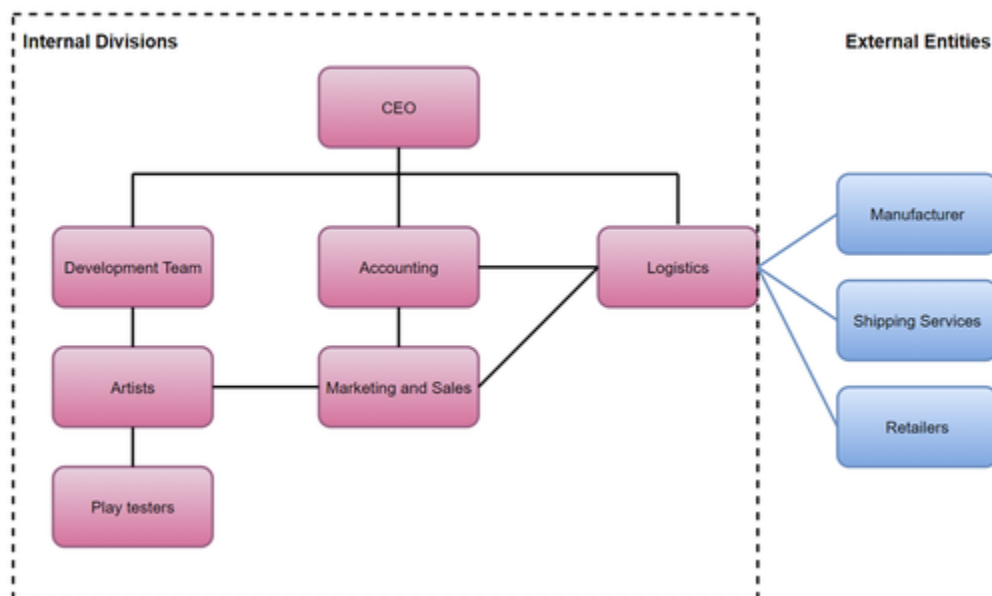 Internal Divisions
External Entities
CEO
Manufacturer
Development Team
Accounting
Logistics
Shipping Services
Artists
Marketing and Sales
Retailers
Play testers